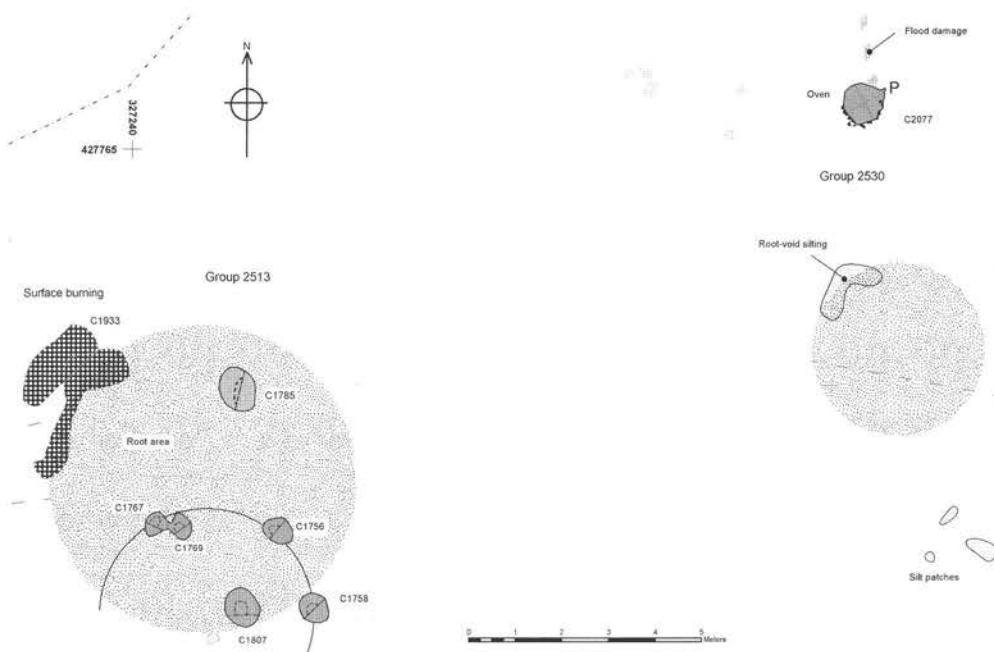 N
327240
427765
Flood damage
Oven
P
C2077
Group 2530
Root-void silting
Group 2513
Surface burning
C1933
C1785
Root area
C1767
C1769
C1756
C1758
C1807
Silt patches
0 1 2 3 4 5
Meters